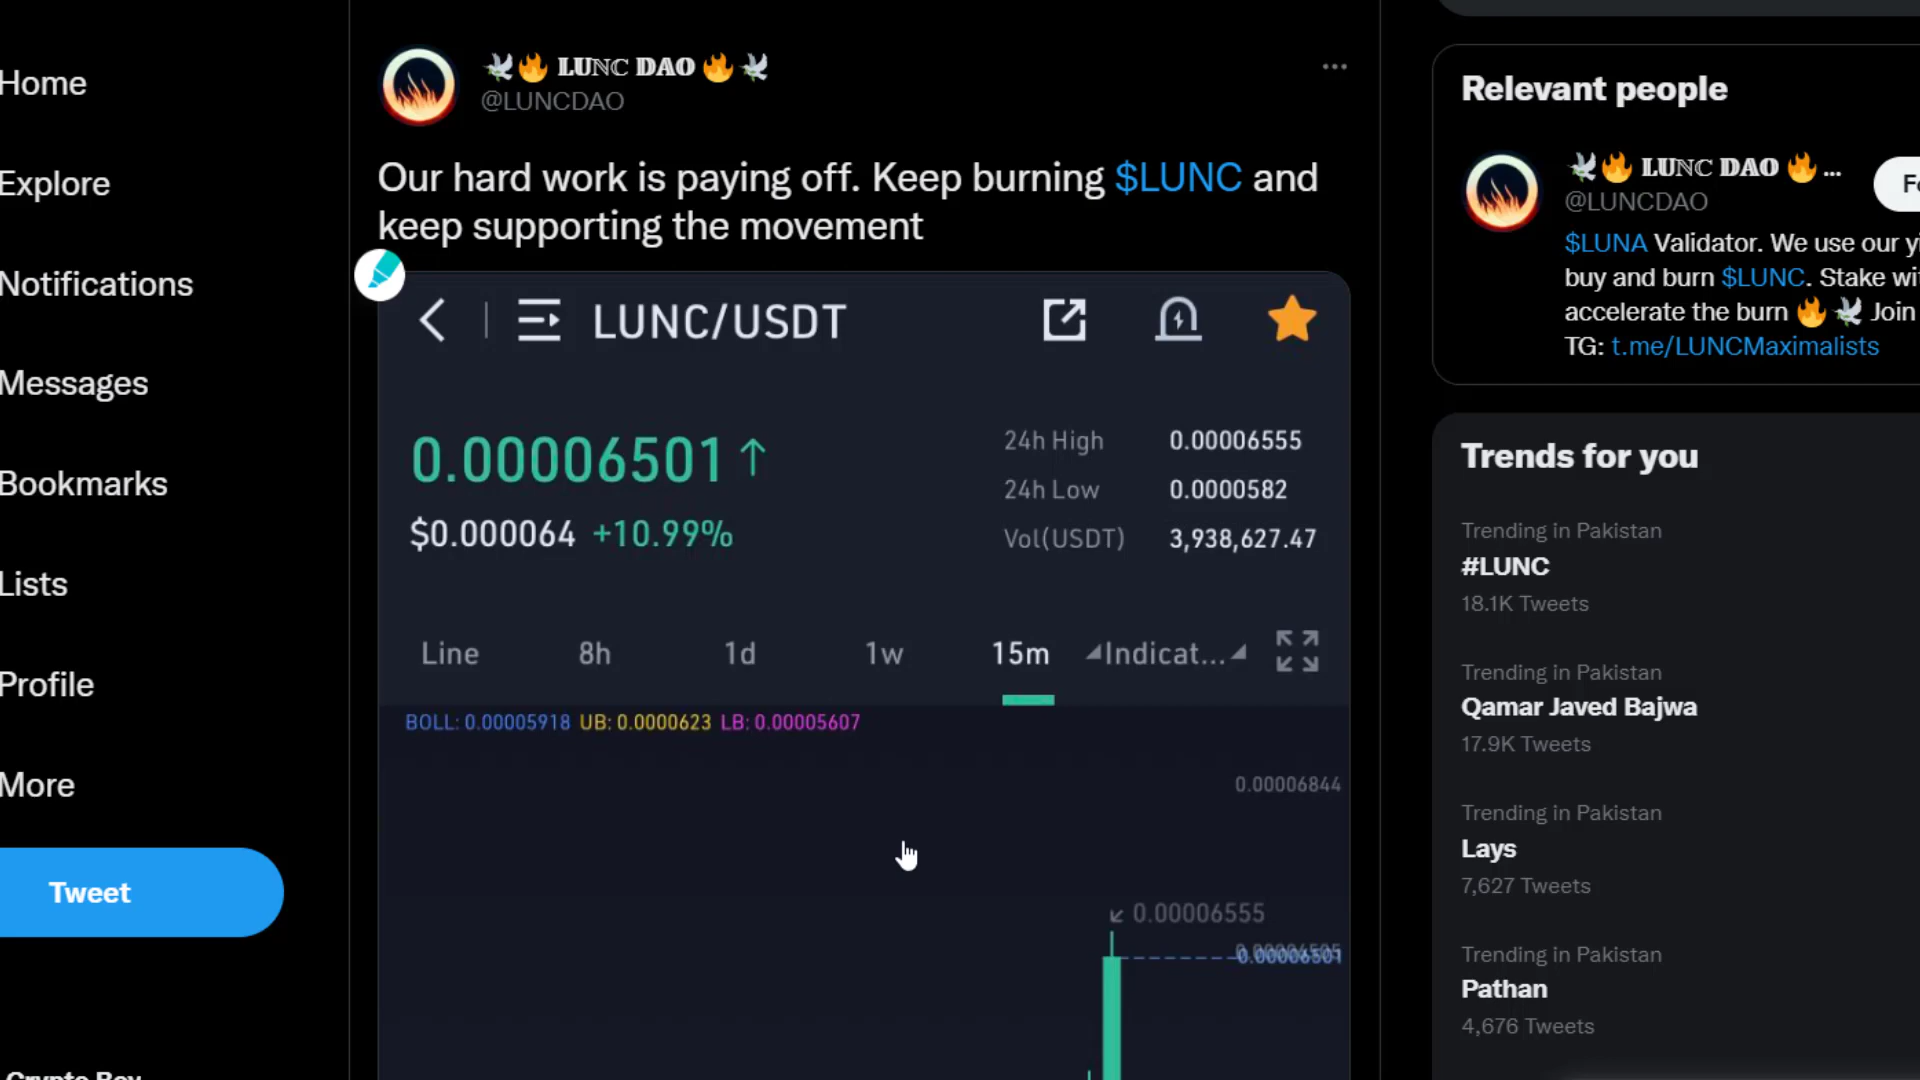 Home
Explore
Notifications
Messages
Bookmarks
Lists
Profile
More
Tweet
🕊🔥 LUNC DAO 🔥🕊
@LUNCDAO
Our hard work is paying off. Keep burning $LUNC and
keep supporting the movement
LUNC/USDT
0.00006501↑
$0.000064 +10.99%
24h High 0.00006555
24h Low 0.0000582
Vol(USDT) 3,938,627.47
Line 8h 1d 1w 15m Indicat...
BOLL: 0.00005918 UB: 0.0000623 LB: 0.00005607
0.00006844
0.00006555
0.00006501
Relevant people
🕊🔥 LUNC DAO 🔥...
@LUNCDAO
$LUNA Validator. We use our
buy and burn $LUNC. Stake
accelerate the burn 🔥🕊 Join
TG: t.me/LUNCMaximalists
Trends for you
Trending in Pakistan
#LUNC
18.1K Tweets
Trending in Pakistan
Qamar Javed Bajwa
17.9K Tweets
Trending in Pakistan
Lays
7,627 Tweets
Trending in Pakistan
Pathan
4,676 Tweets